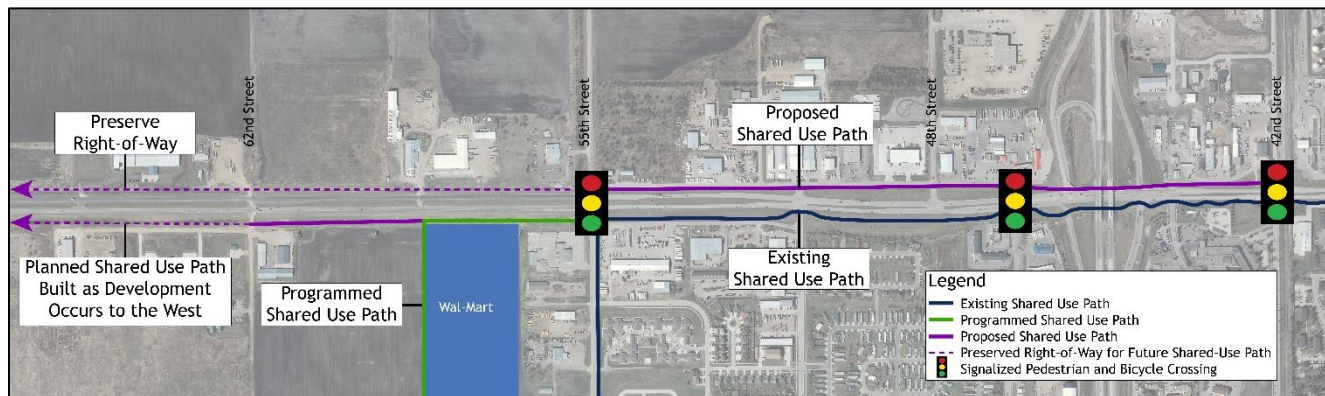 Preserve
Right-of-Way
62nd Street
55th Street
Proposed
Shared Use Path
48th Street
42nd Street
Planned Shared Use Path
Built as Development
Occurs to the West
Programmed
Shared Use Path
Wal-Mart
Existing
Shared Use Path
Legend
Existing Shared Use Path
Programmed Shared Use Path
Proposed Shared Use Path
Preserved Right-of-Way for Future Shared-Use Path
Signalized Pedestrian and Bicycle Crossing